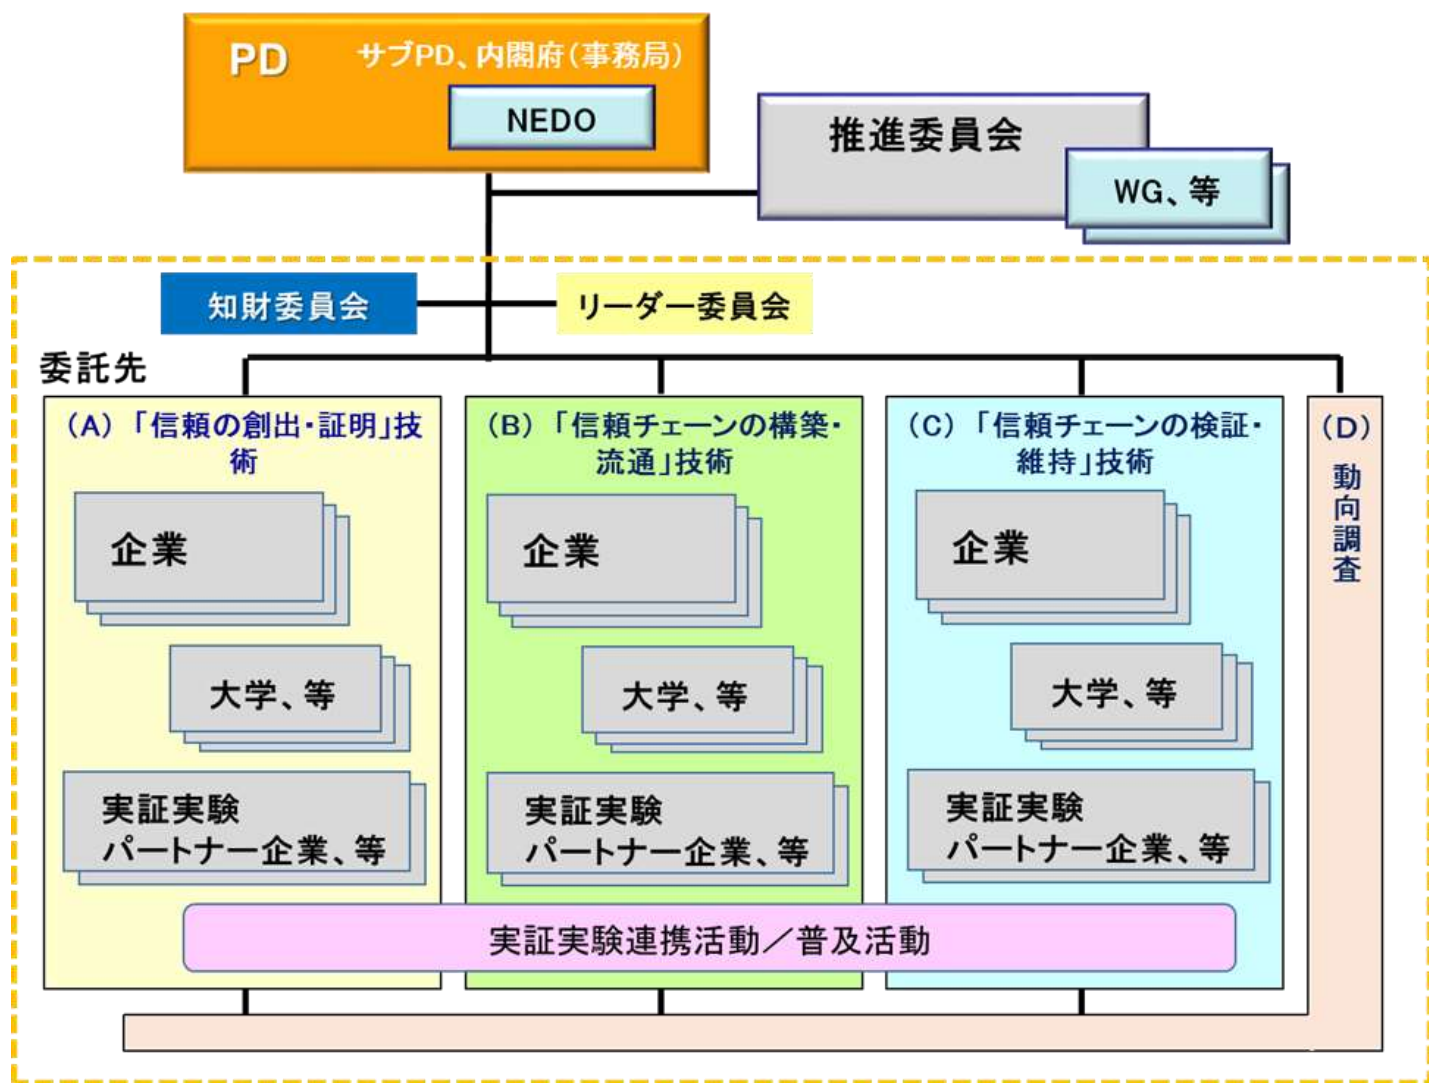 PD サブPD、内閣府(事務局)
NEDO
推進委員会
WG、等
知財委員会
リーダー委員会
委託先
(A)「信頼の創出・証明」技
術
企業
大学、等
実証実験
パートナー企業、等
(B)「信頼チェーンの構築・
流通」技術
企業
大学、等
実証実験
パートナー企業、等
(C)「信頼チェーンの検証・
維持」技術
企業
大学、等
実証実験
パートナー企業、等
(D)
動向調査
実証実験連携活動/普及活動